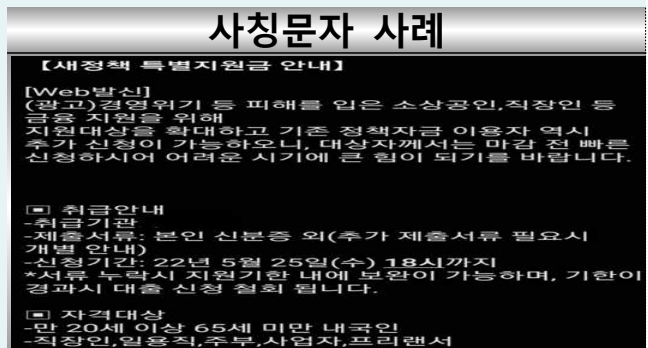 사칭문자 사례
【새정책 특별지원금 안내】
[Web발신]
(광고)경영위기 등 피해를 입은 소상공인,직장인 등
금융 지원을 위해
지원대상을 확대하고 기존 정책자금 이용자 역시
추가 신청이 가능하오니, 대상자께서는 마감 전 빠른
신청하시어 어려운 시기에 큰 힘이 되기를 바랍니다.
▣ 취급안내
-취급기관
-제출서류: 본인 신분증 외(추가 제출서류 필요시
개별 안내)
-신청기간: 22년 5월 25일(수) 18시까지
*서류 누락시 지원기한 내에 보완이 가능하며, 기한이
경과시 대출 신청 철회 됩니다.
▣ 자격대상
-만 20세 이상 65세 미만 내국인
-직장인,일용직,주부,사업자,프리랜서